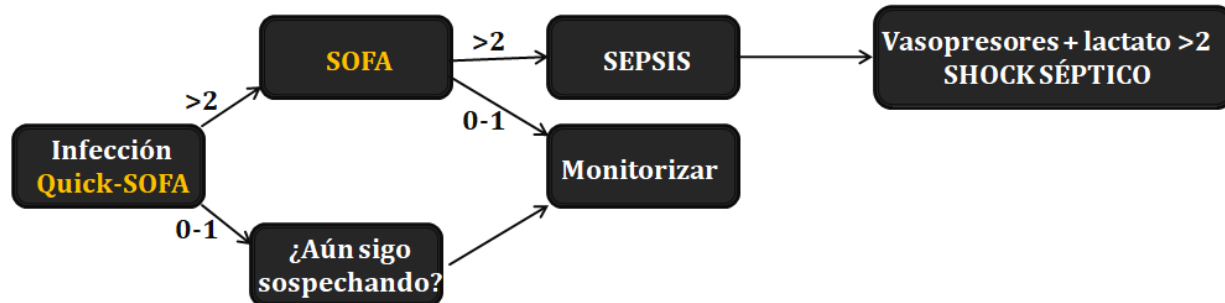 Infección
Quick-SOFA
>2
0-1
SOFA
>2
0-1
¿Aún sigo
sospechando?
SEPSIS
Monitorizar
Vasopresores + lactato >2
SHOCK SÉPTICO